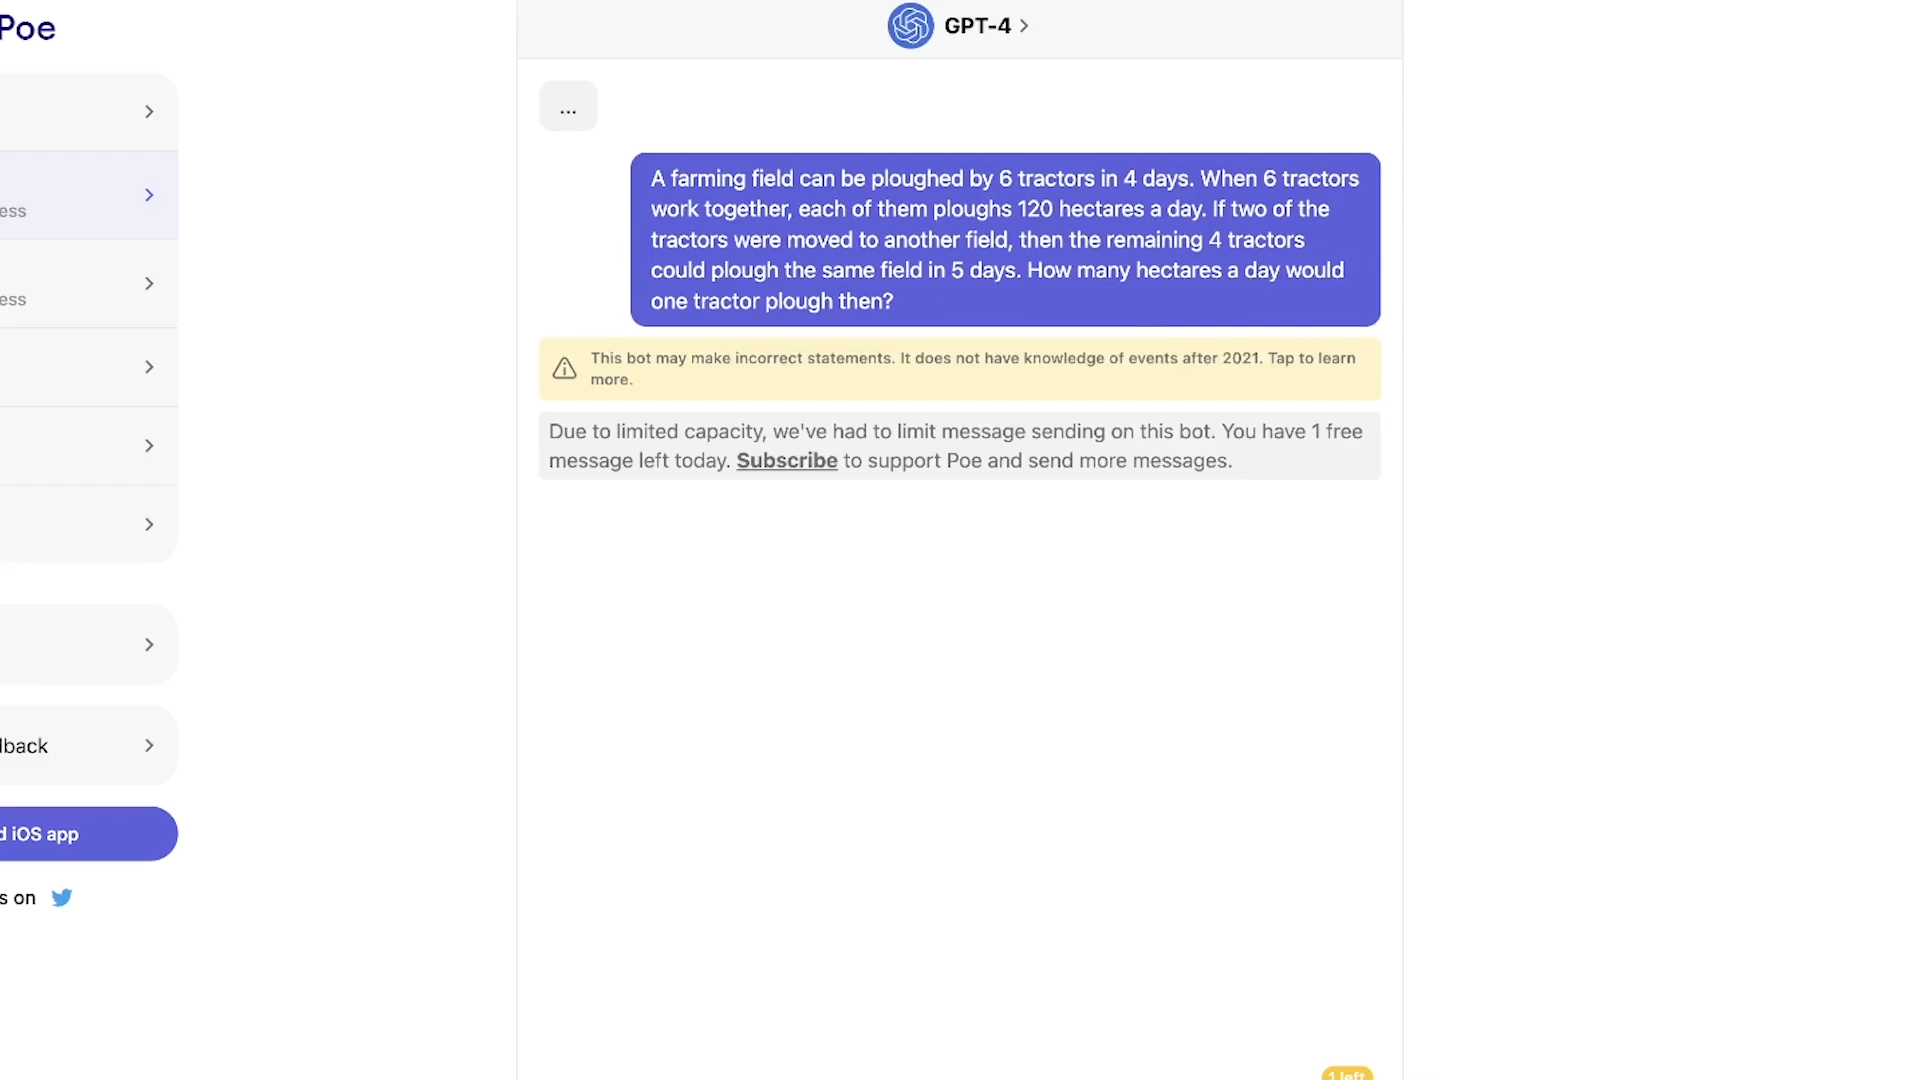 Poe
GPT-4
...
A farming field can be ploughed by 6 tractors in 4 days. When 6 tractors
work together, each of them ploughs 120 hectares a day. If two of the
tractors were moved to another field, then the remaining 4 tractors
could plough the same field in 5 days. How many hectares a day would
one tractor plough then?
This bot may make incorrect statements. It does not have knowledge of events after 2021. Tap to learn
more.
Due to limited capacity, we've had to limit message sending on this bot. You have 1 free
message left today. Subscribe to support Poe and send more messages.
ess
ess
lback
d iOS app
s on
1 left